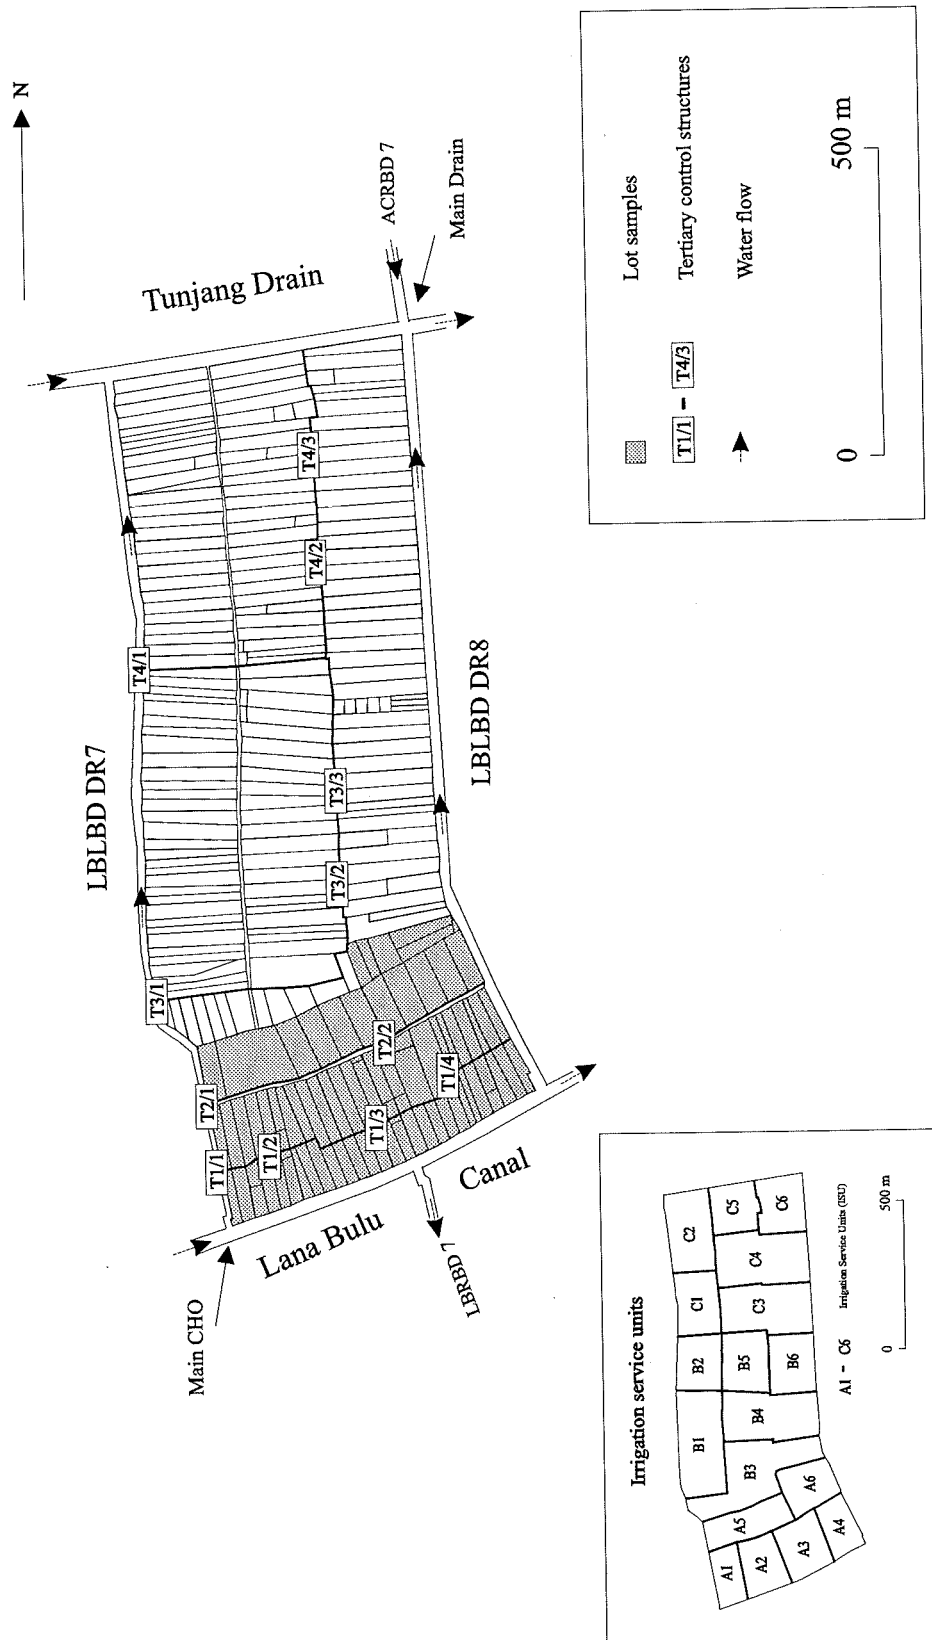 N
Tunjang Drain
ACRBD 7
Main Drain
LBLBD DR7
LBLBD DR8
T4/3
T4/2
T4/1
T3/3
T3/2
T3/1
T2/2
T2/1
T1/4
T1/3
T1/2
T1/1
Lana Bulu
Canal
LBRBD 7
Main CHO
Lot samples
T1/1 – T4/3
Tertiary control structures
Water flow
0
500 m
Irrigation service units
A1
A2
A3
A4
A5
A6
B1
B2
B3
B4
B5
B6
C1
C2
C3
C4
C5
C6
A1 – C6
Irrigation Service Units (ISU)
0
500 m